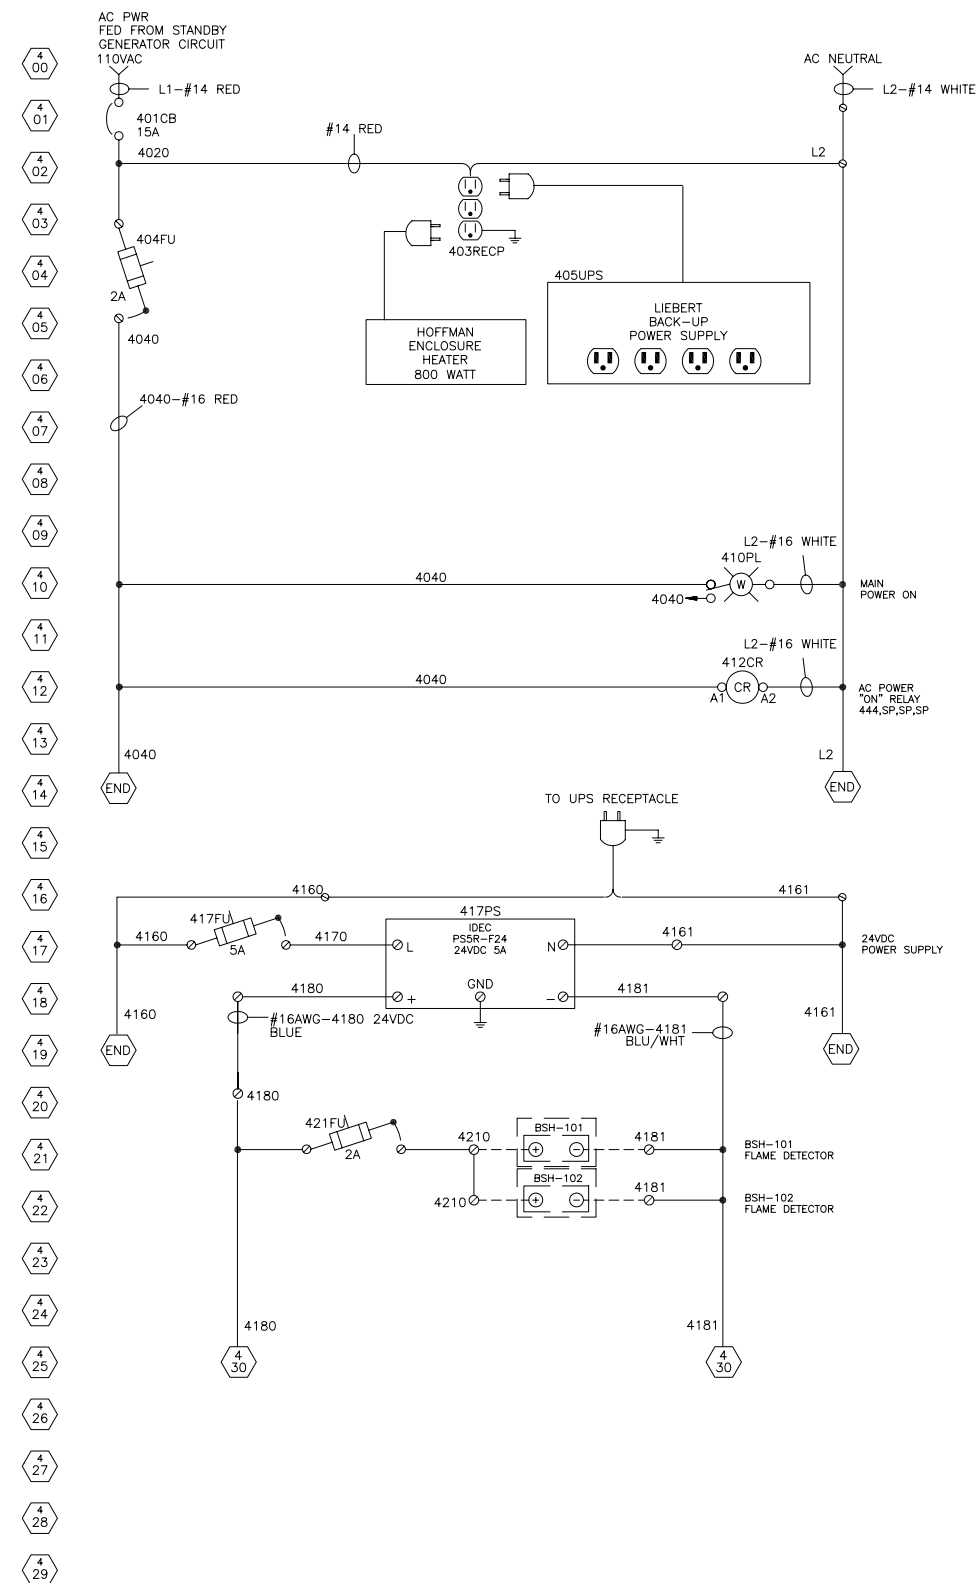 AC PWR
FED FROM STANDBY
GENERATOR CIRCUIT
110VAC
AC NEUTRAL
4
00
L1-#14 RED
L2-#14 WHITE
4
01
401CB
15A
#14 RED
4020
L2
4
02
4
03
404FU
403RECP
4
04
2A
405UPS
LIEBERT
BACK-UP
POWER SUPPLY
4
05
4040
HOFFMAN
ENCLOSURE
HEATER
800 WATT
4
06
4040-#16 RED
4
07
4
08
4
09
L2-#16 WHITE
410PL
4
10
4040
W
4040
MAIN
POWER ON
4
11
L2-#16 WHITE
412CR
4
12
4040
CR
A1
A2
AC POWER
"ON" RELAY
444,SP,SP,SP
4
13
4040
L2
4
14
END
END
TO UPS RECEPTACLE
4
15
4
16
4160
4161
417FU
417PS
4
17
4160
5A
4170
L
IDEC
PS5R-F24
24VDC 5A
N
4161
24VDC
POWER SUPPLY
4
18
4180
+
GND
-
4181
4160
#16AWG-4180
BLUE
24VDC
#16AWG-4181
BLU/WHT
4161
4
19
END
END
4
20
4180
421FU
2A
4
21
4210
BSH-101
+
-
4181
BSH-101
FLAME DETECTOR
4
22
4210
BSH-102
+
-
4181
BSH-102
FLAME DETECTOR
4
23
4
24
4180
4181
4
25
4
30
4
30
4
26
4
27
4
28
4
29